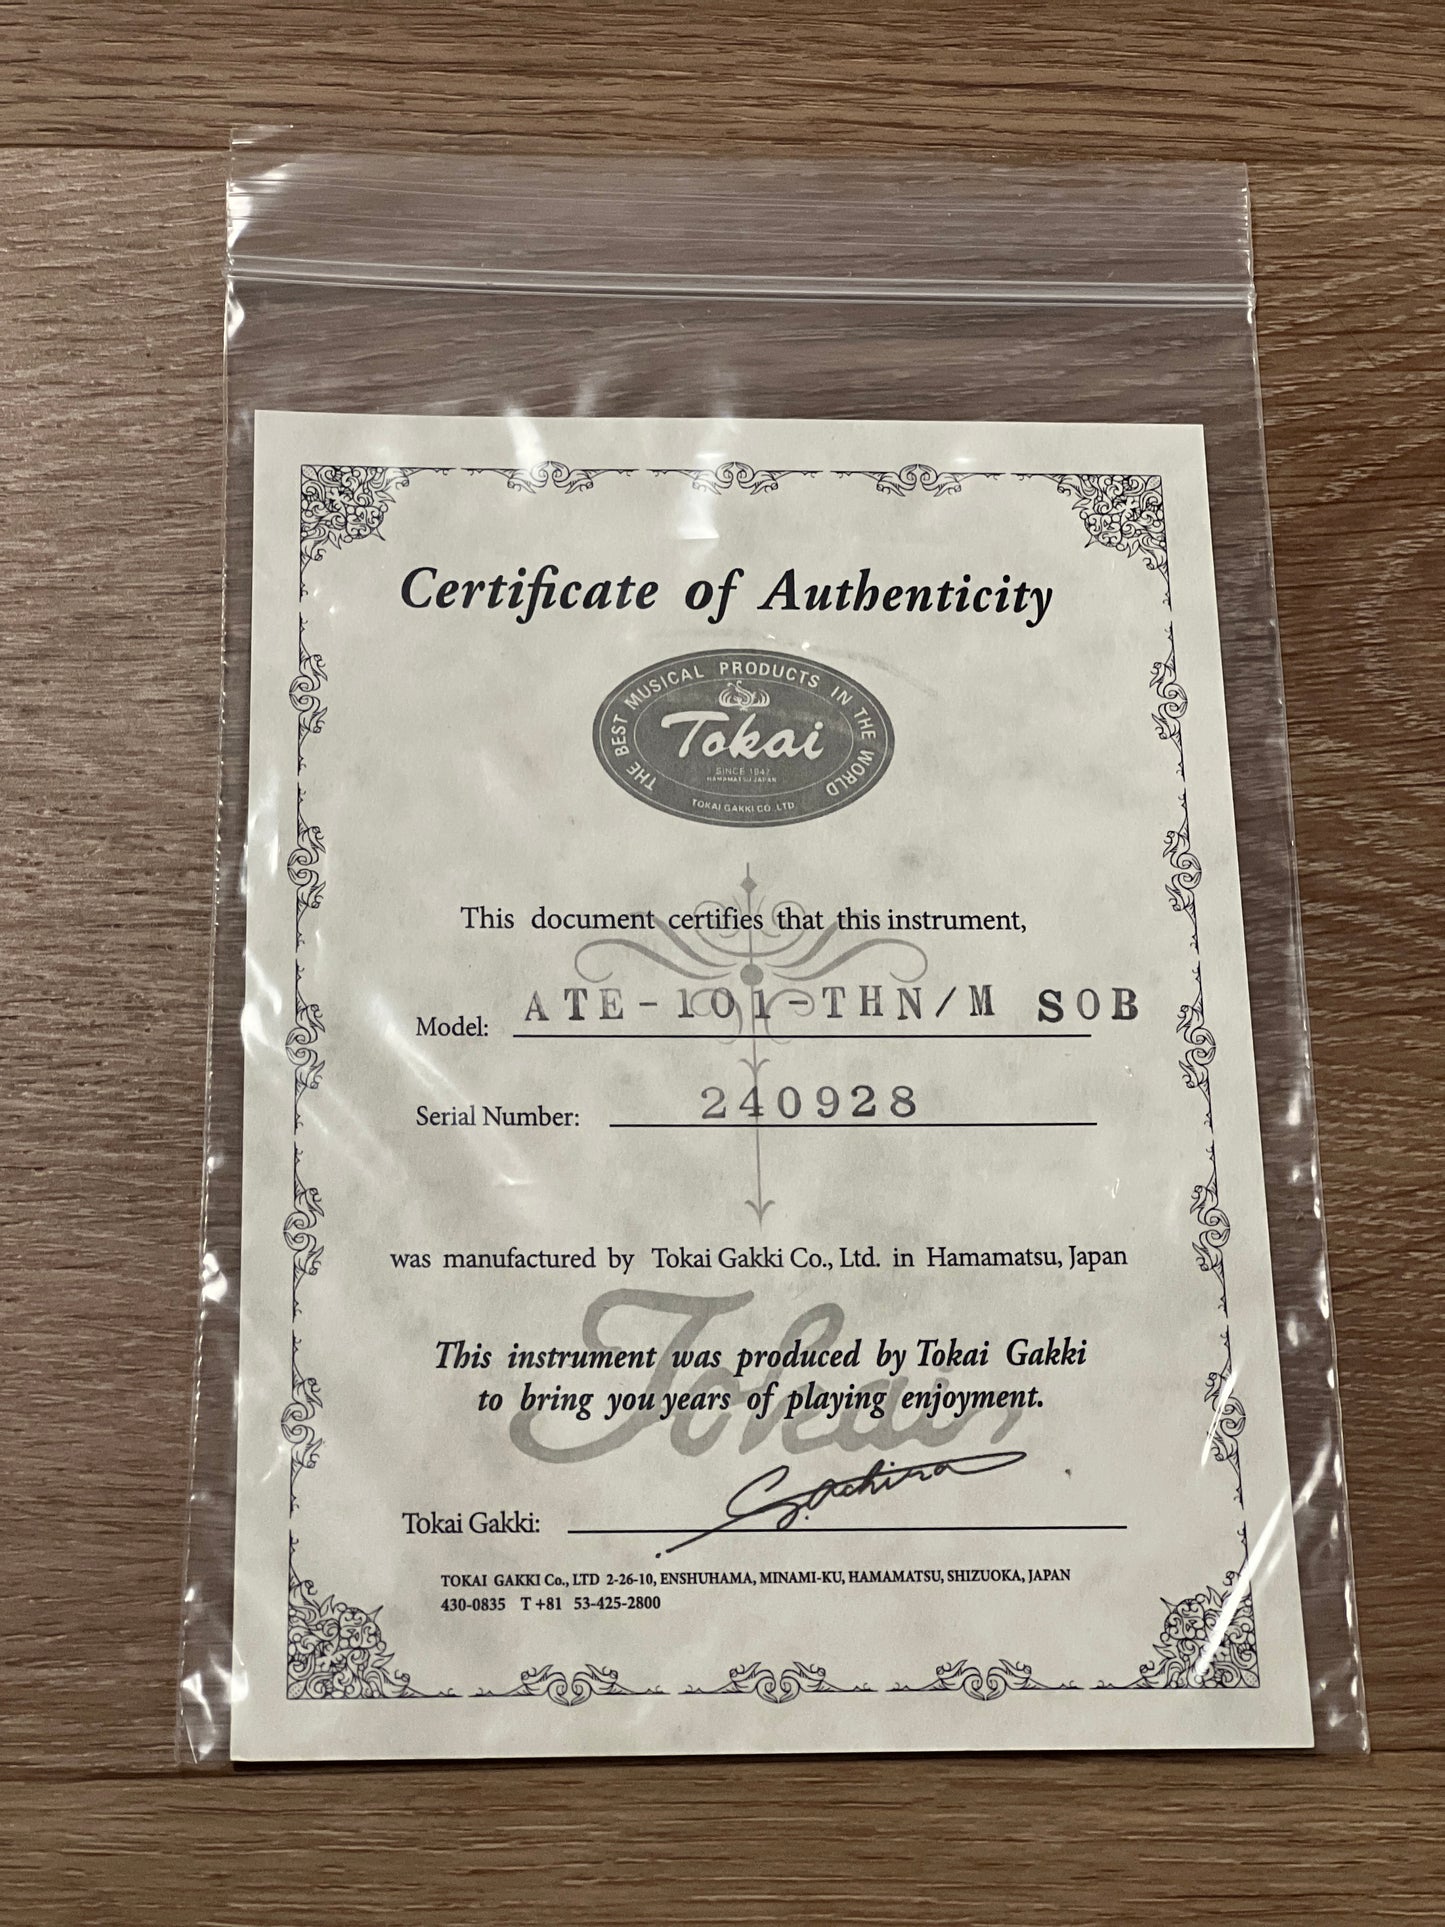 Certificate of Authenticity
THE BEST MUSICAL PRODUCTS IN THE WORLD
Tokai
SINCE 1947
HAMAMATSU JAPAN
TOKAI GAKKI CO.,LTD.
This document certifies that this instrument,
Model: ATE-101-THN/M SOB
Serial Number: 240928
was manufactured by Tokai Gakki Co., Ltd. in Hamamatsu, Japan
Tokai
This instrument was produced by Tokai Gakki
to bring you years of playing enjoyment.
Tokai Gakki:
TOKAI GAKKI Co., LTD 2-26-10, ENSHUHAMA, MINAMI-KU, HAMAMATSU, SHIZUOKA, JAPAN
430-0835 T +81 53-425-2800